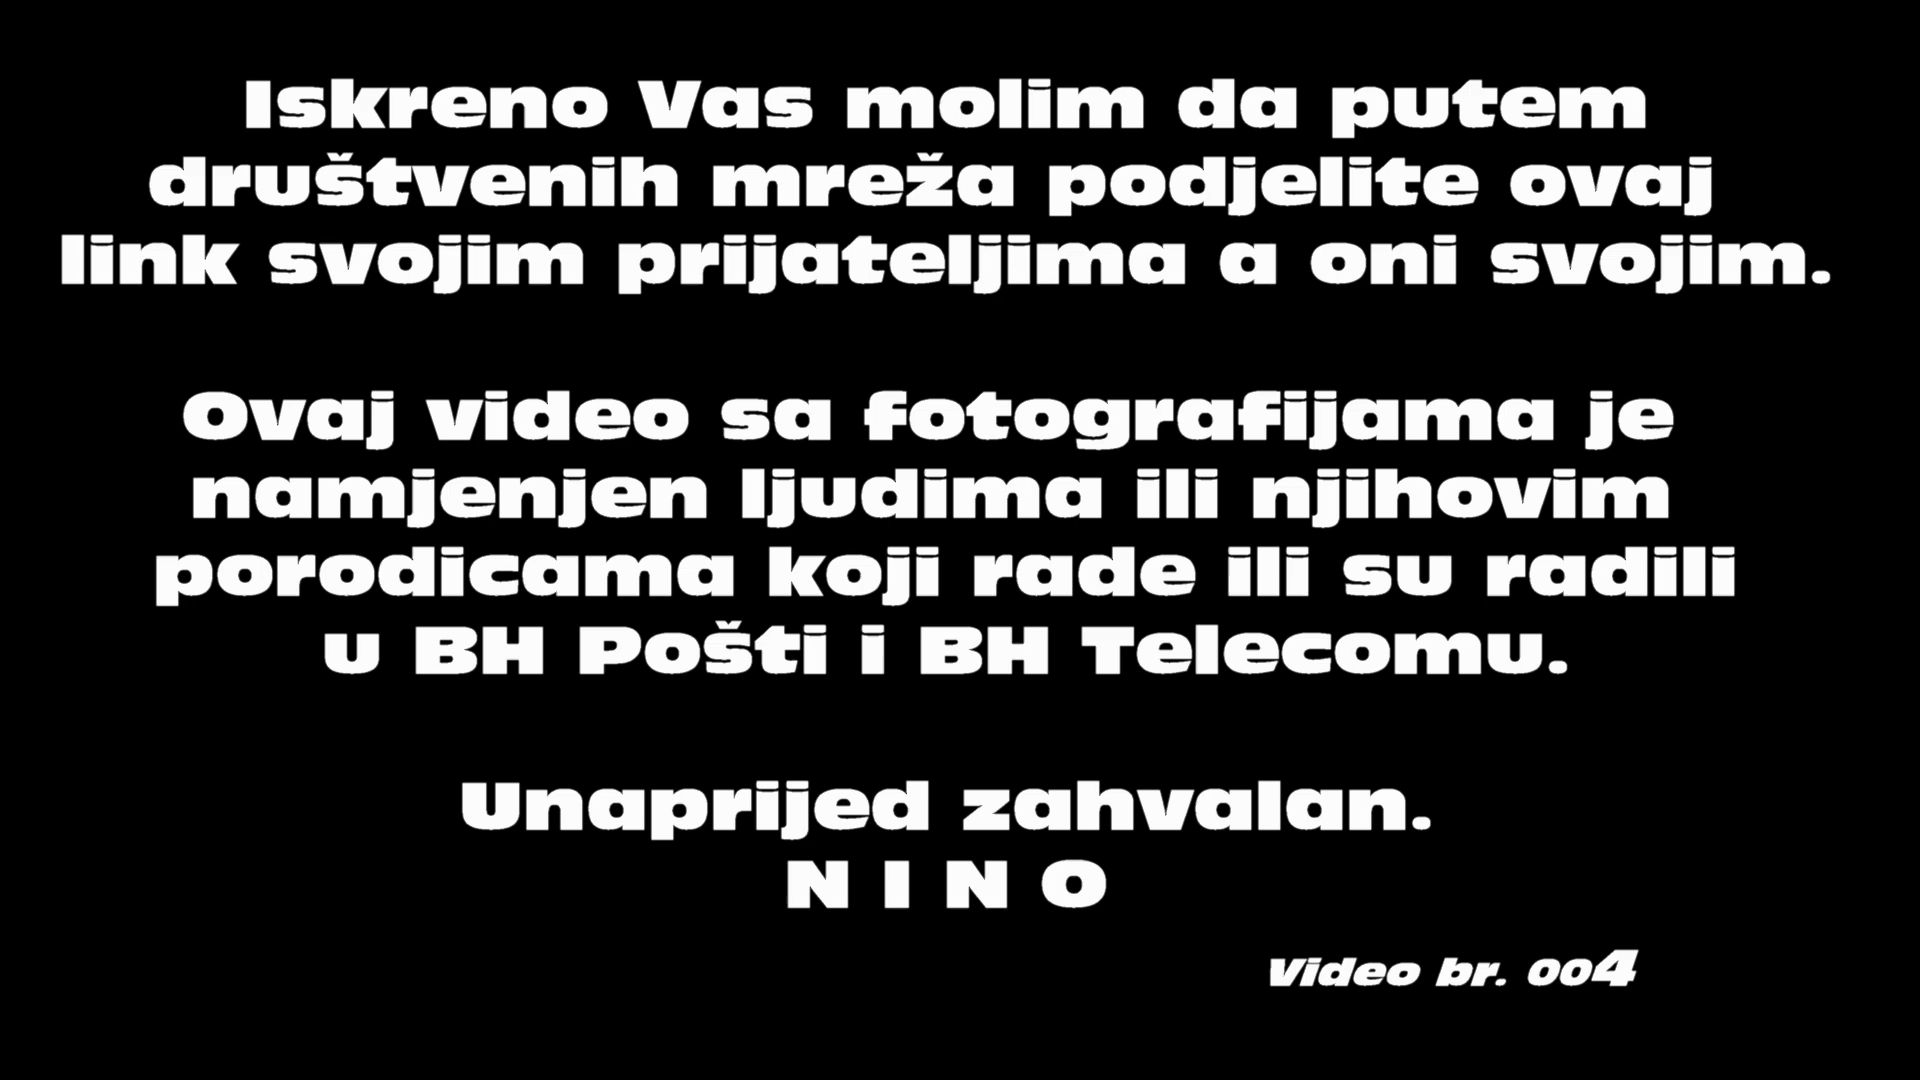 Iskreno Vas molim da putem
društvenih mreža podjelite ovaj
link svojim prijateljima a oni svojim.
Ovaj video sa fotografijama je
namjenjen ljudima ili njihovim
porodicama koji rade ili su radili
u BH Pošti i BH Telecomu.
Unaprijed zahvalan.
N I N O
Video br. 004